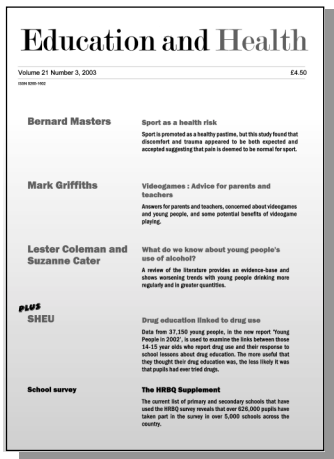 Education and Health
Volume 21 Number 3, 2003 £4.50
Bernard Masters
Sport as a health risk
Sport is promoted as a healthy pastime, but this study found that
discomfort and trauma appeared to be both expected and
accepted suggesting that pain is deemed to be normal for sport.
Mark Griffiths
Videogames : Advice for parents and
teachers
Answers for parents and teachers, concerned about videogames
and young people, and some potential benefits of videogame
playing.
Lester Coleman and
Suzanne Cater
What do we know about young people's
use of alcohol?
A review of the literature provides an evidence-base and
shows worsening trends with young people drinking more
regularly and in greater quantities.
PLUS
SHEU
Drug education linked to drug use
Data from 37,150 young people, in the new report 'Young
People in 2002', is used to examine the links between those
14-15 year olds who report drug use and their response to
school lessons about drug education. The more useful that
they thought their drug education was, the less likely it was
that pupils had ever tried drugs.
School survey
The HRBQ Supplement
The current list of primary and secondary schools that have
used the HRBQ survey reveals that over 626,000 pupils have
taken part in the survey in over 5,000 schools across the
country.